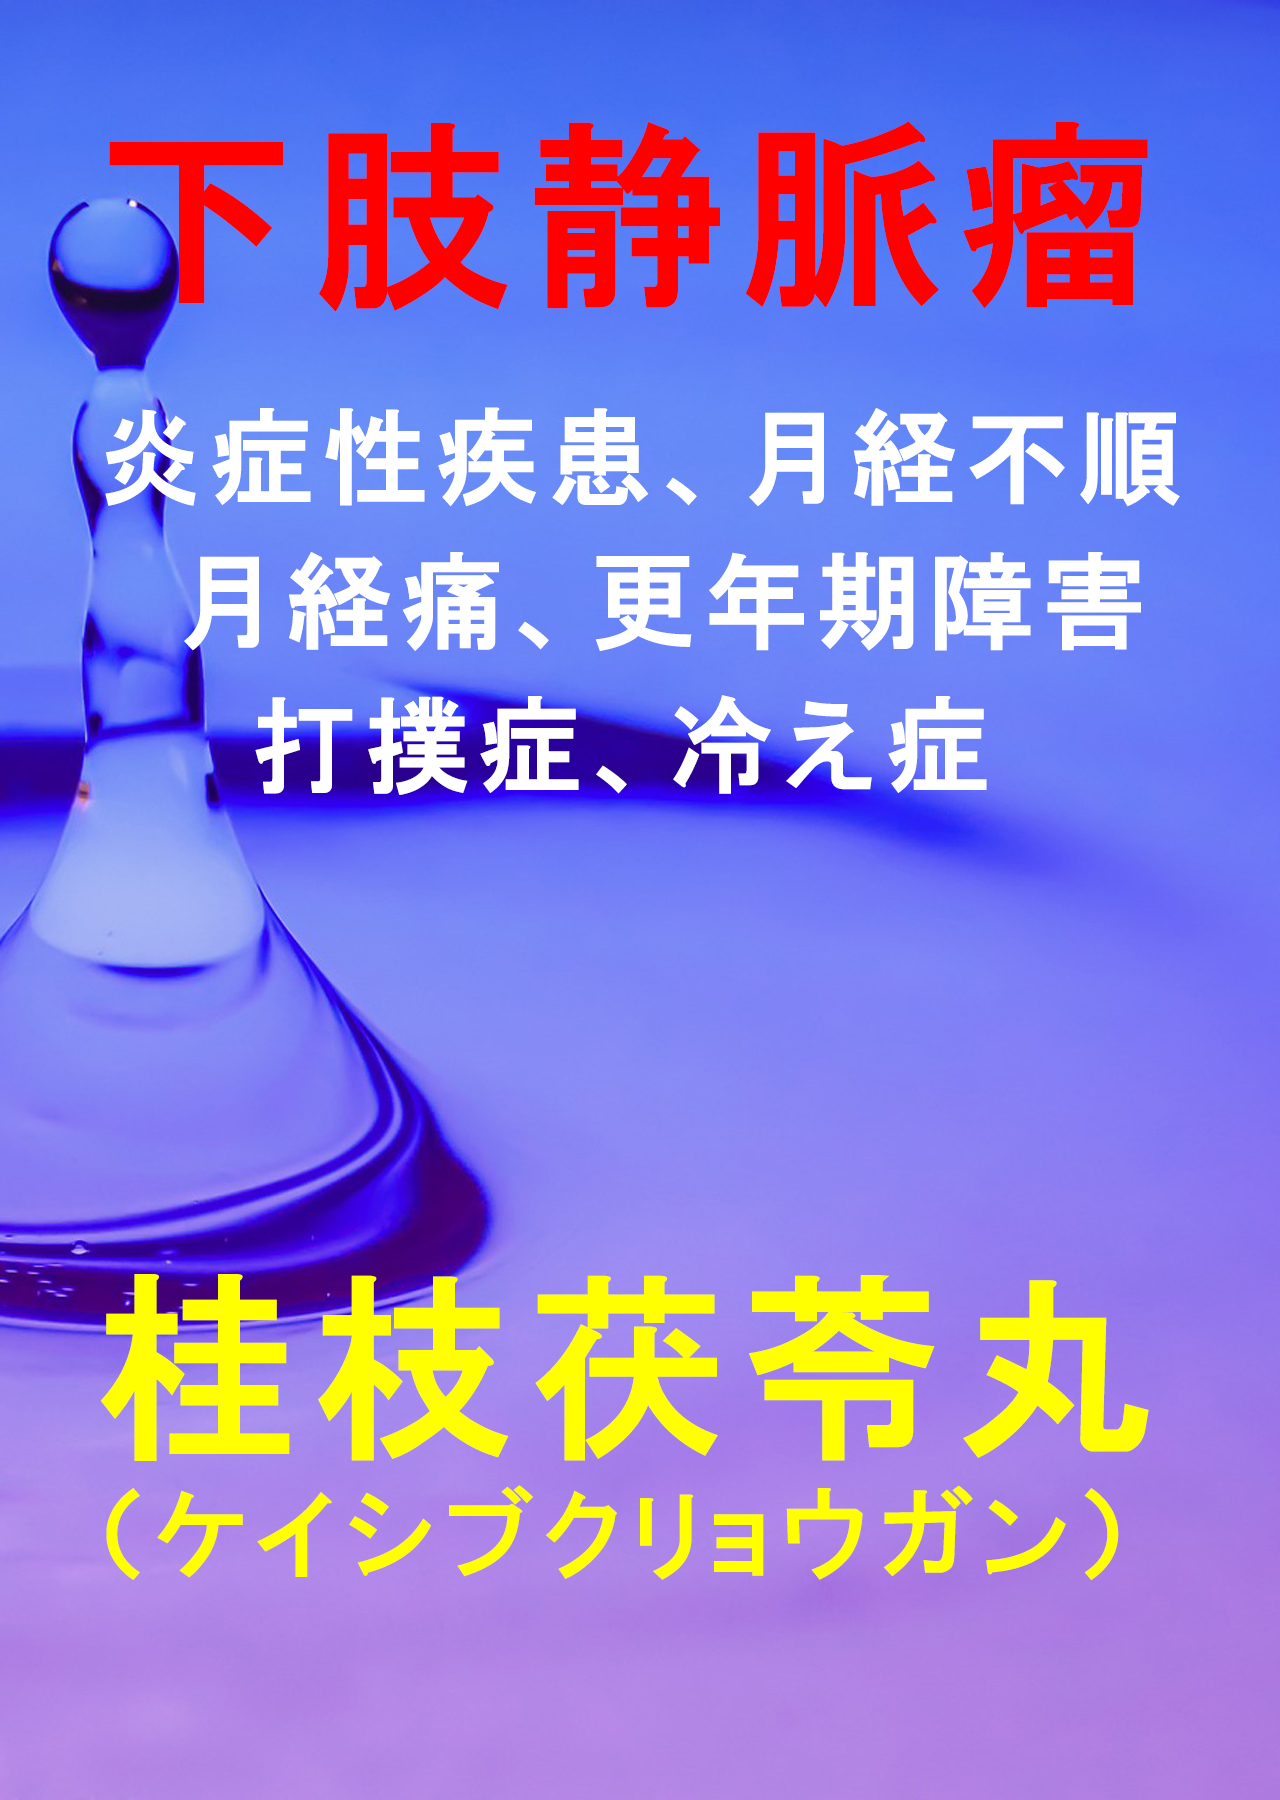 下肢静脈瘤
炎症性疾患、月経不順
月経痛、更年期障害
打撲症、冷え症
桂枝茯苓丸
（ケイシブクリョウガン）